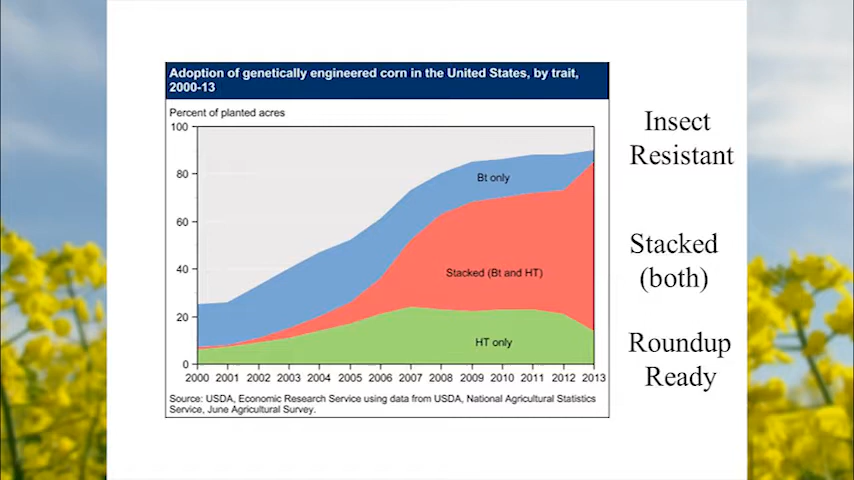 Adoption of genetically engineered corn in the United States, by trait,
2000-13
Percent of planted acres
100
80
60
40
20
0
Bt only
Stacked (Bt and HT)
HT only
2000 2001 2002 2003 2004 2005 2006 2007 2008 2009 2010 2011 2012 2013
Source: USDA, Economic Research Service using data from USDA, National Agricultural Statistics
Service, June Agricultural Survey.
Insect
Resistant
Stacked
(both)
Roundup
Ready